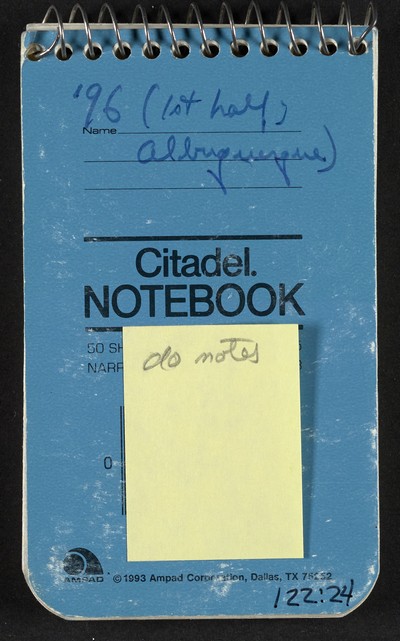 '96 (1st half,
Name
Albuquerque)
Citadel.
NOTEBOOK
50 SH
NARR
do notes
0
AMPAD
©1993 Ampad Corporation, Dallas, TX 75252
122:24